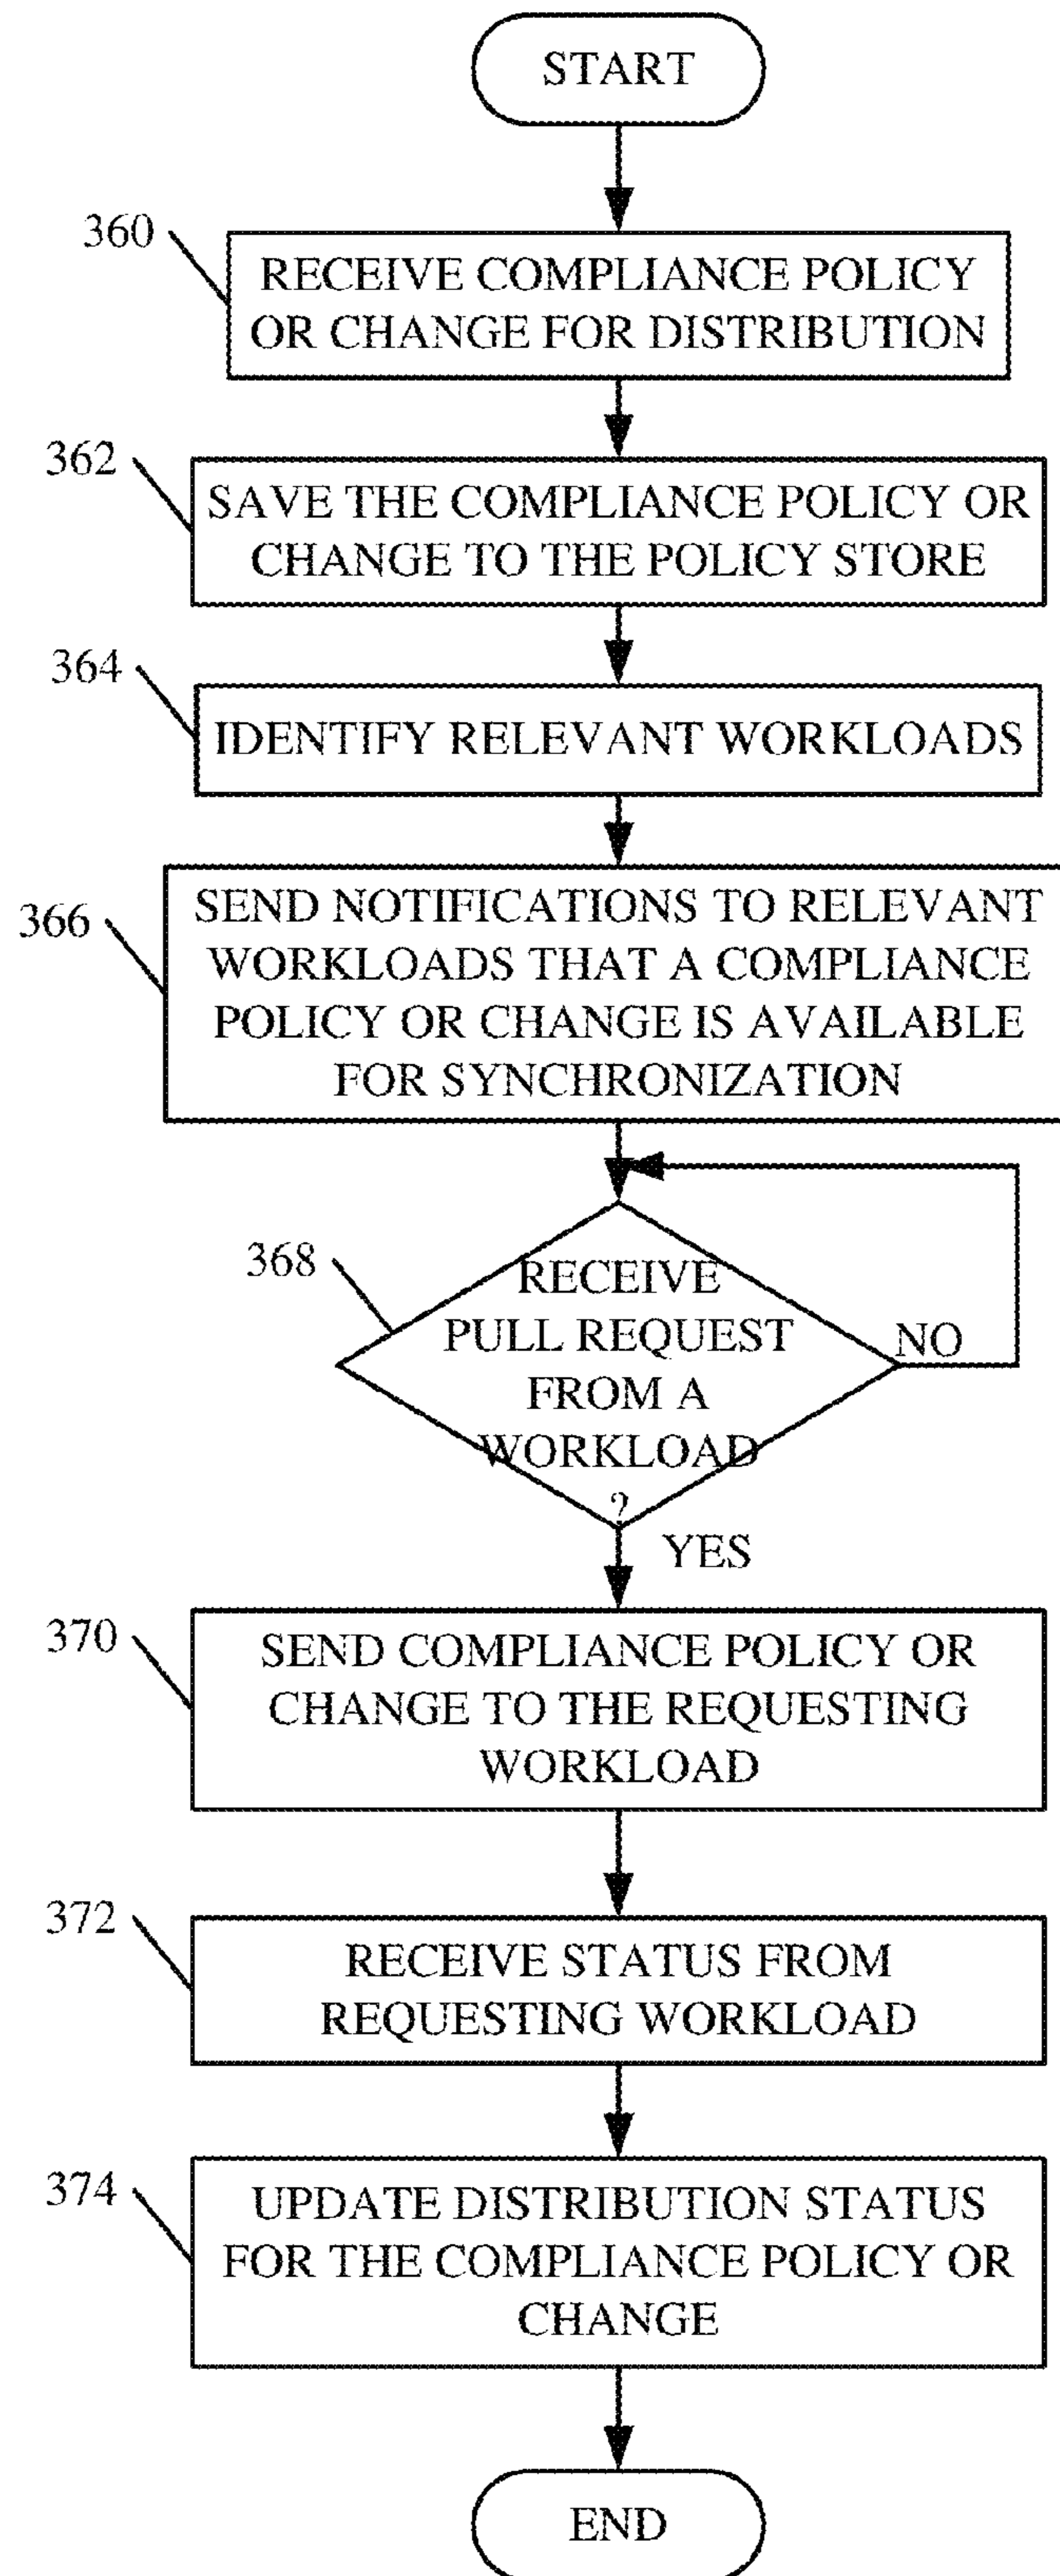 START
360
RECEIVE COMPLIANCE POLICY
OR CHANGE FOR DISTRIBUTION
362
SAVE THE COMPLIANCE POLICY OR
CHANGE TO THE POLICY STORE
364
IDENTIFY RELEVANT WORKLOADS
366
SEND NOTIFICATIONS TO RELEVANT
WORKLOADS THAT A COMPLIANCE
POLICY OR CHANGE IS AVAILABLE
FOR SYNCHRONIZATION
368
RECEIVE
PULL REQUEST
FROM A
WORKLOAD
?
NO
YES
370
SEND COMPLIANCE POLICY OR
CHANGE TO THE REQUESTING
WORKLOAD
372
RECEIVE STATUS FROM
REQUESTING WORKLOAD
374
UPDATE DISTRIBUTION STATUS
FOR THE COMPLIANCE POLICY OR
CHANGE
END